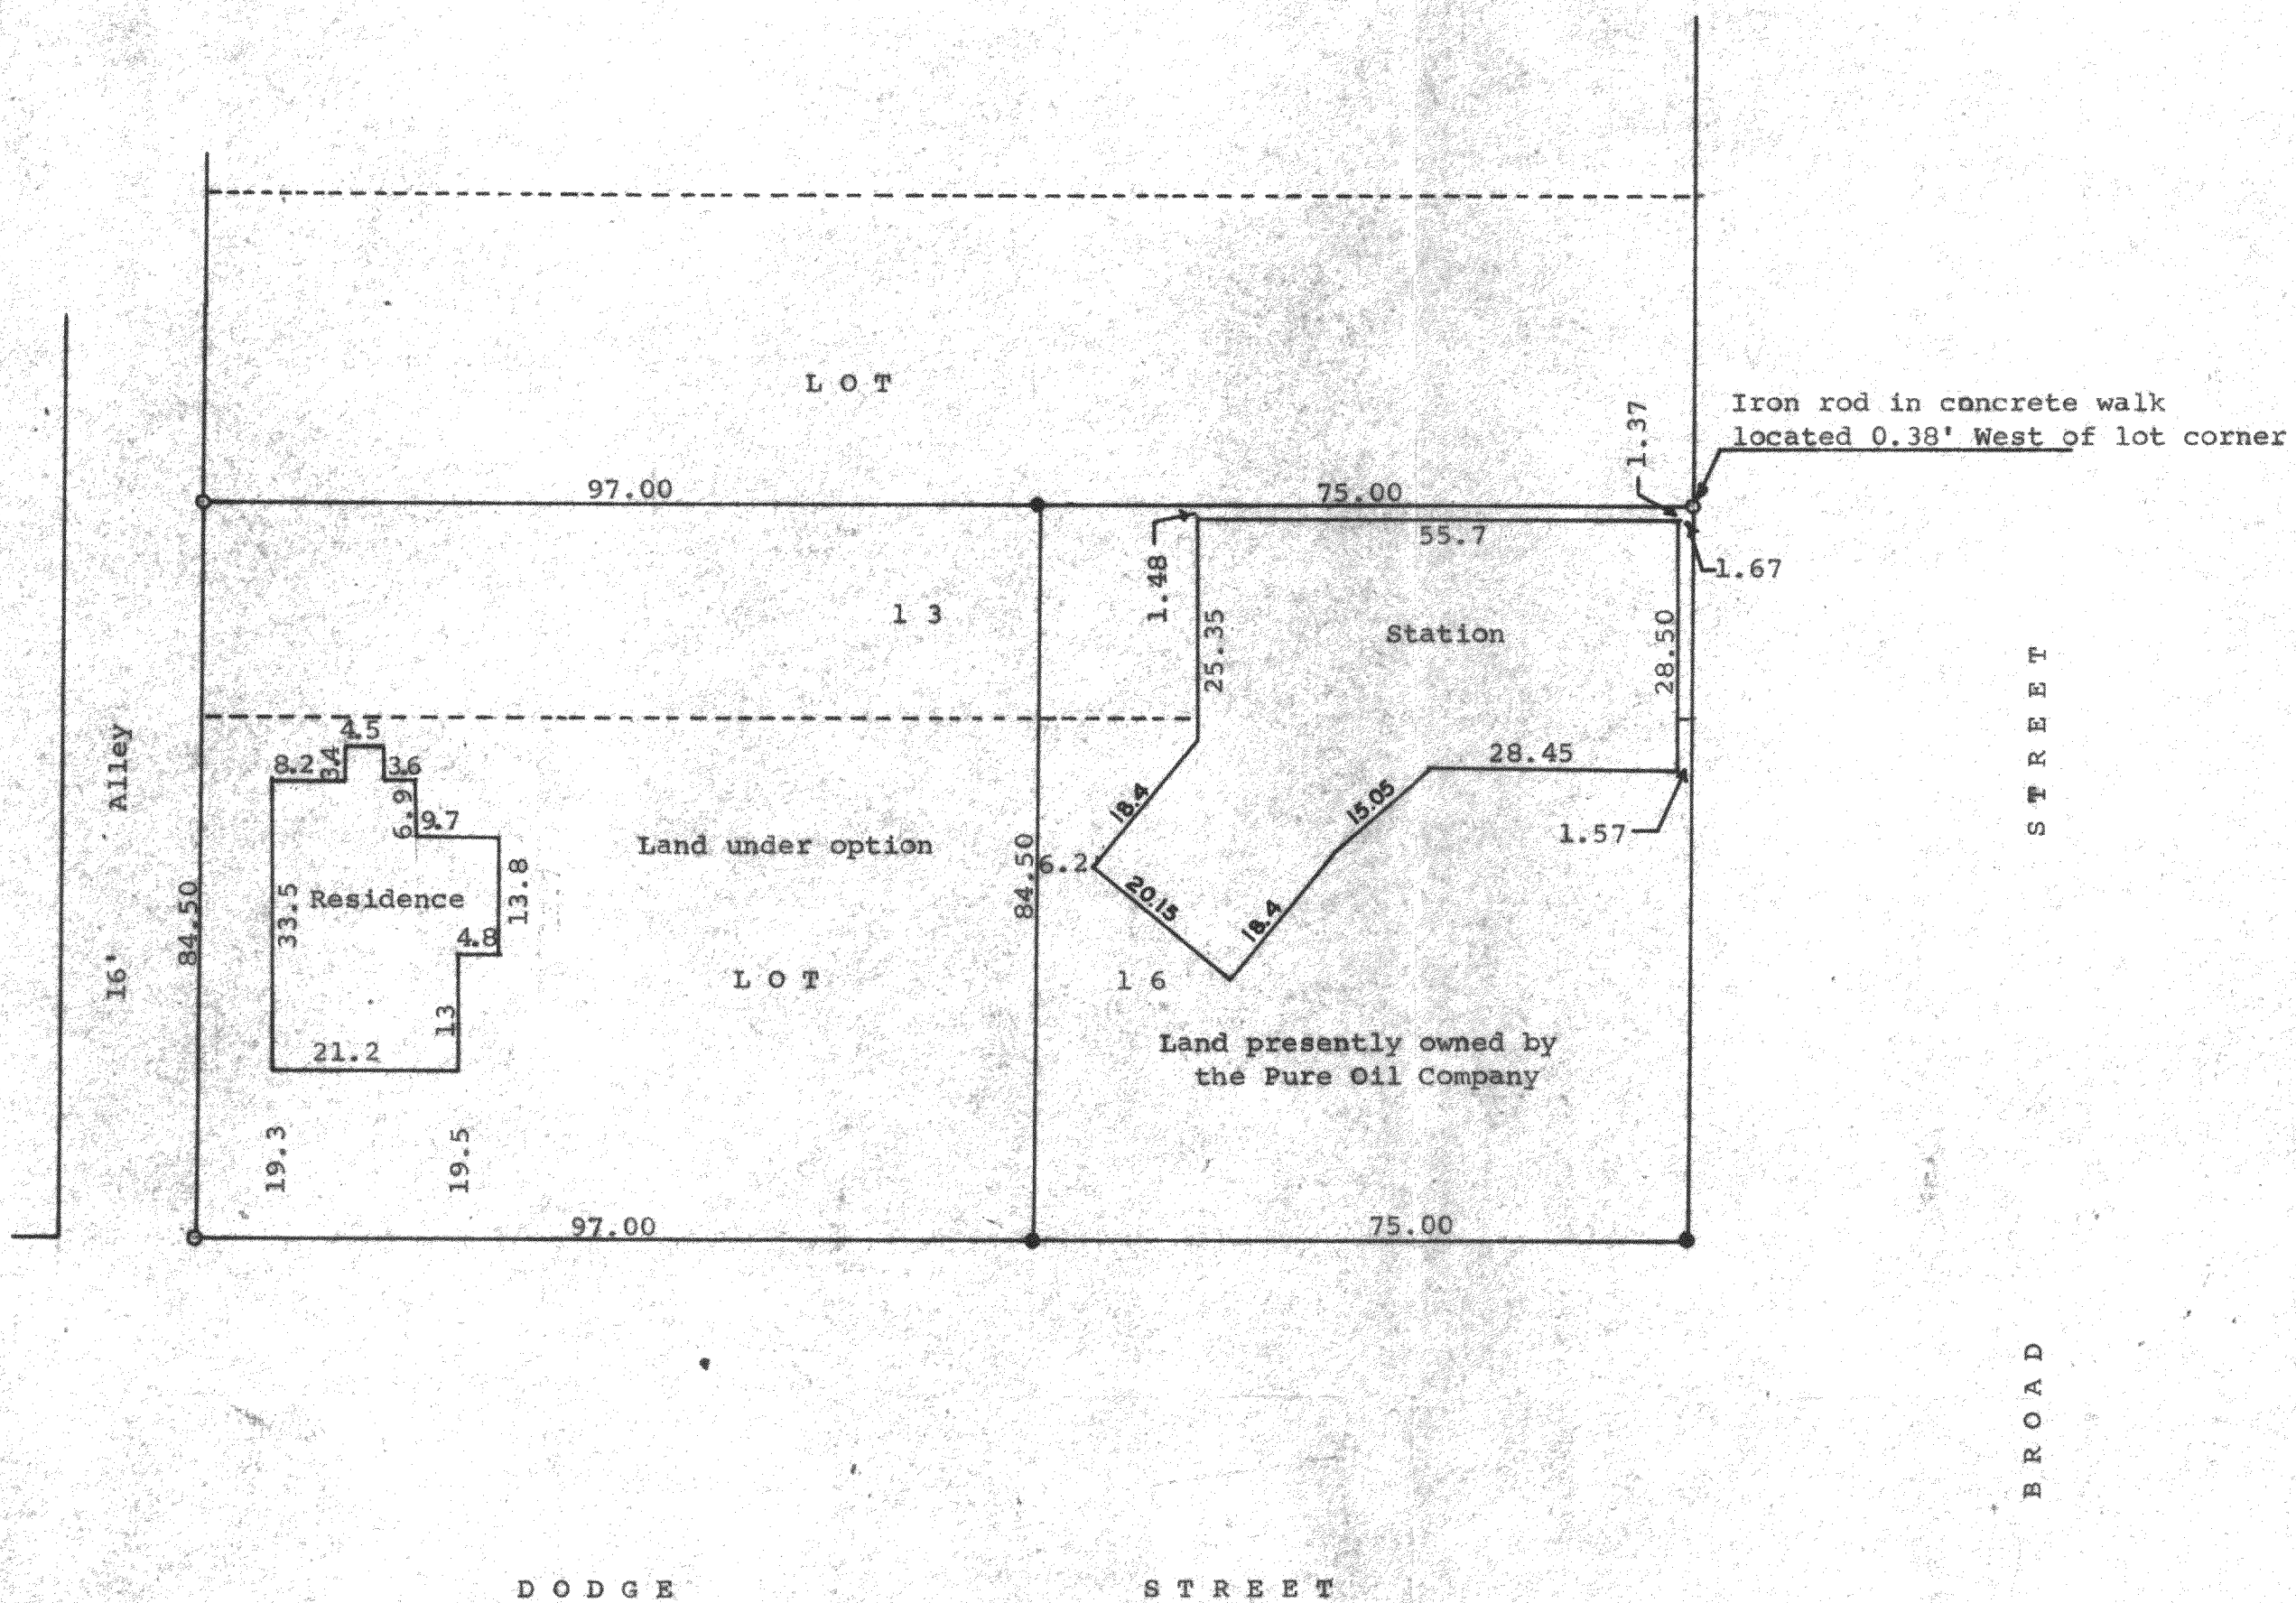 L O T
Iron rod in concrete walk
located 0.38' West of lot corner
1.37
97.00
75.00
55.7
1.48
1.67
1 3
25.35
Station
28.50
S T R E E T
16' Alley
4.5
8.2
3.4
3.6
6.9
9.7
28.45
18.4
15.05
1.57
Land under option
84.50
6.2
84.50
33.5
Residence
13.8
20.15
4.8
18.4
L O T
1 6
13
21.2
Land presently owned by
the Pure Oil Company
19.3
19.5
97.00
75.00
B R O A D
D O D G E S T R E E T